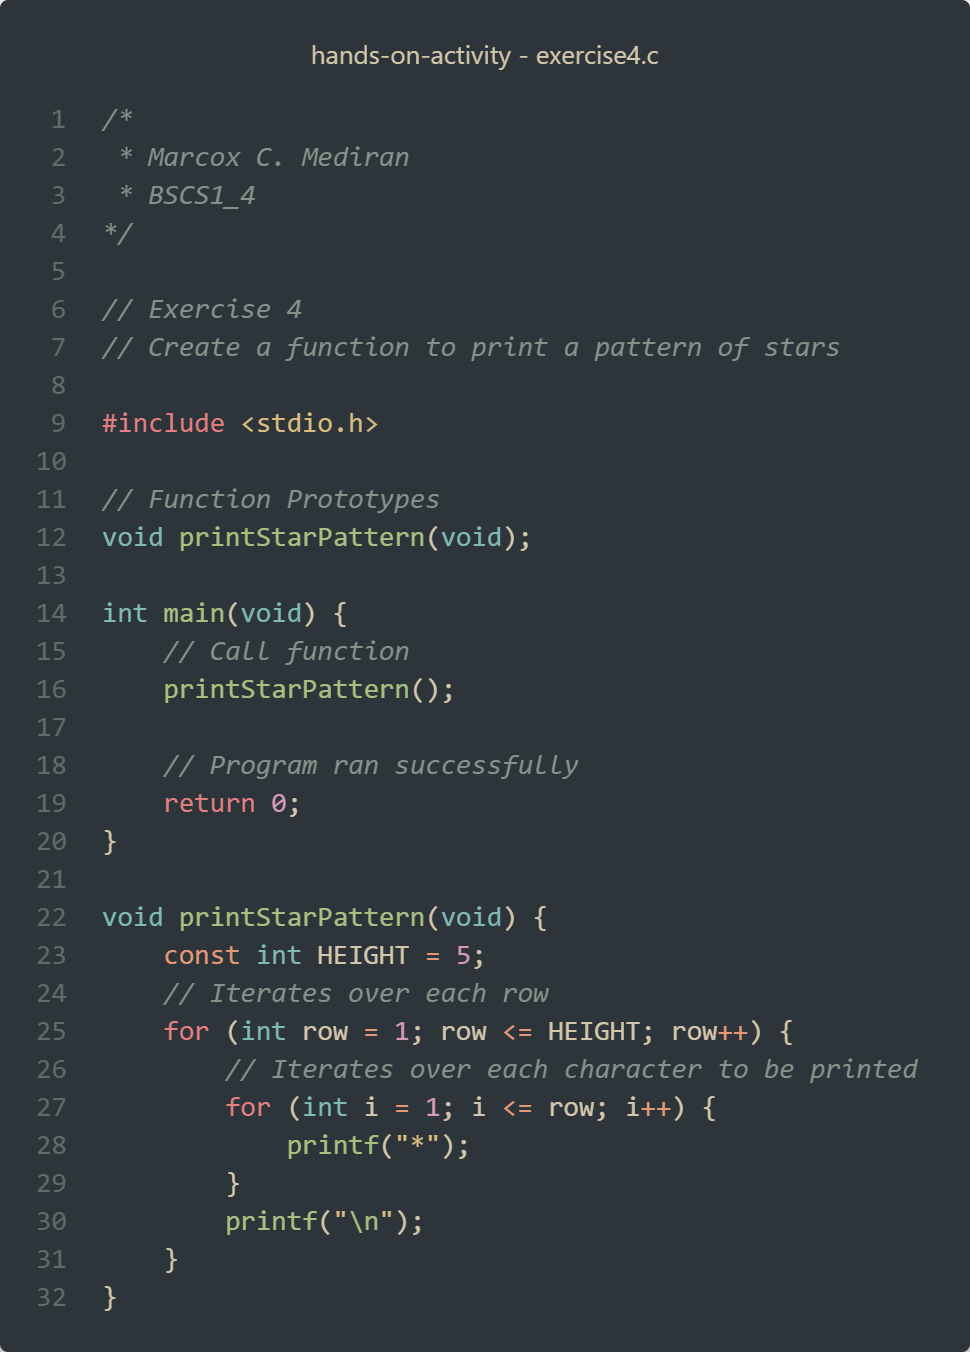 hands-on-activity - exercise4.c
1 /*
2  * Marcox C. Mediran
3  * BSCS1_4
4 */
5
6 // Exercise 4
7 // Create a function to print a pattern of stars
8
9 #include <stdio.h>
10
11 // Function Prototypes
12 void printStarPattern(void);
13
14 int main(void) {
15     // Call function
16     printStarPattern();
17
18     // Program ran successfully
19     return 0;
20 }
21
22 void printStarPattern(void) {
23     const int HEIGHT = 5;
24     // Iterates over each row
25     for (int row = 1; row <= HEIGHT; row++) {
26         // Iterates over each character to be printed
27         for (int i = 1; i <= row; i++) {
28             printf("*");
29         }
30         printf("\n");
31     }
32 }